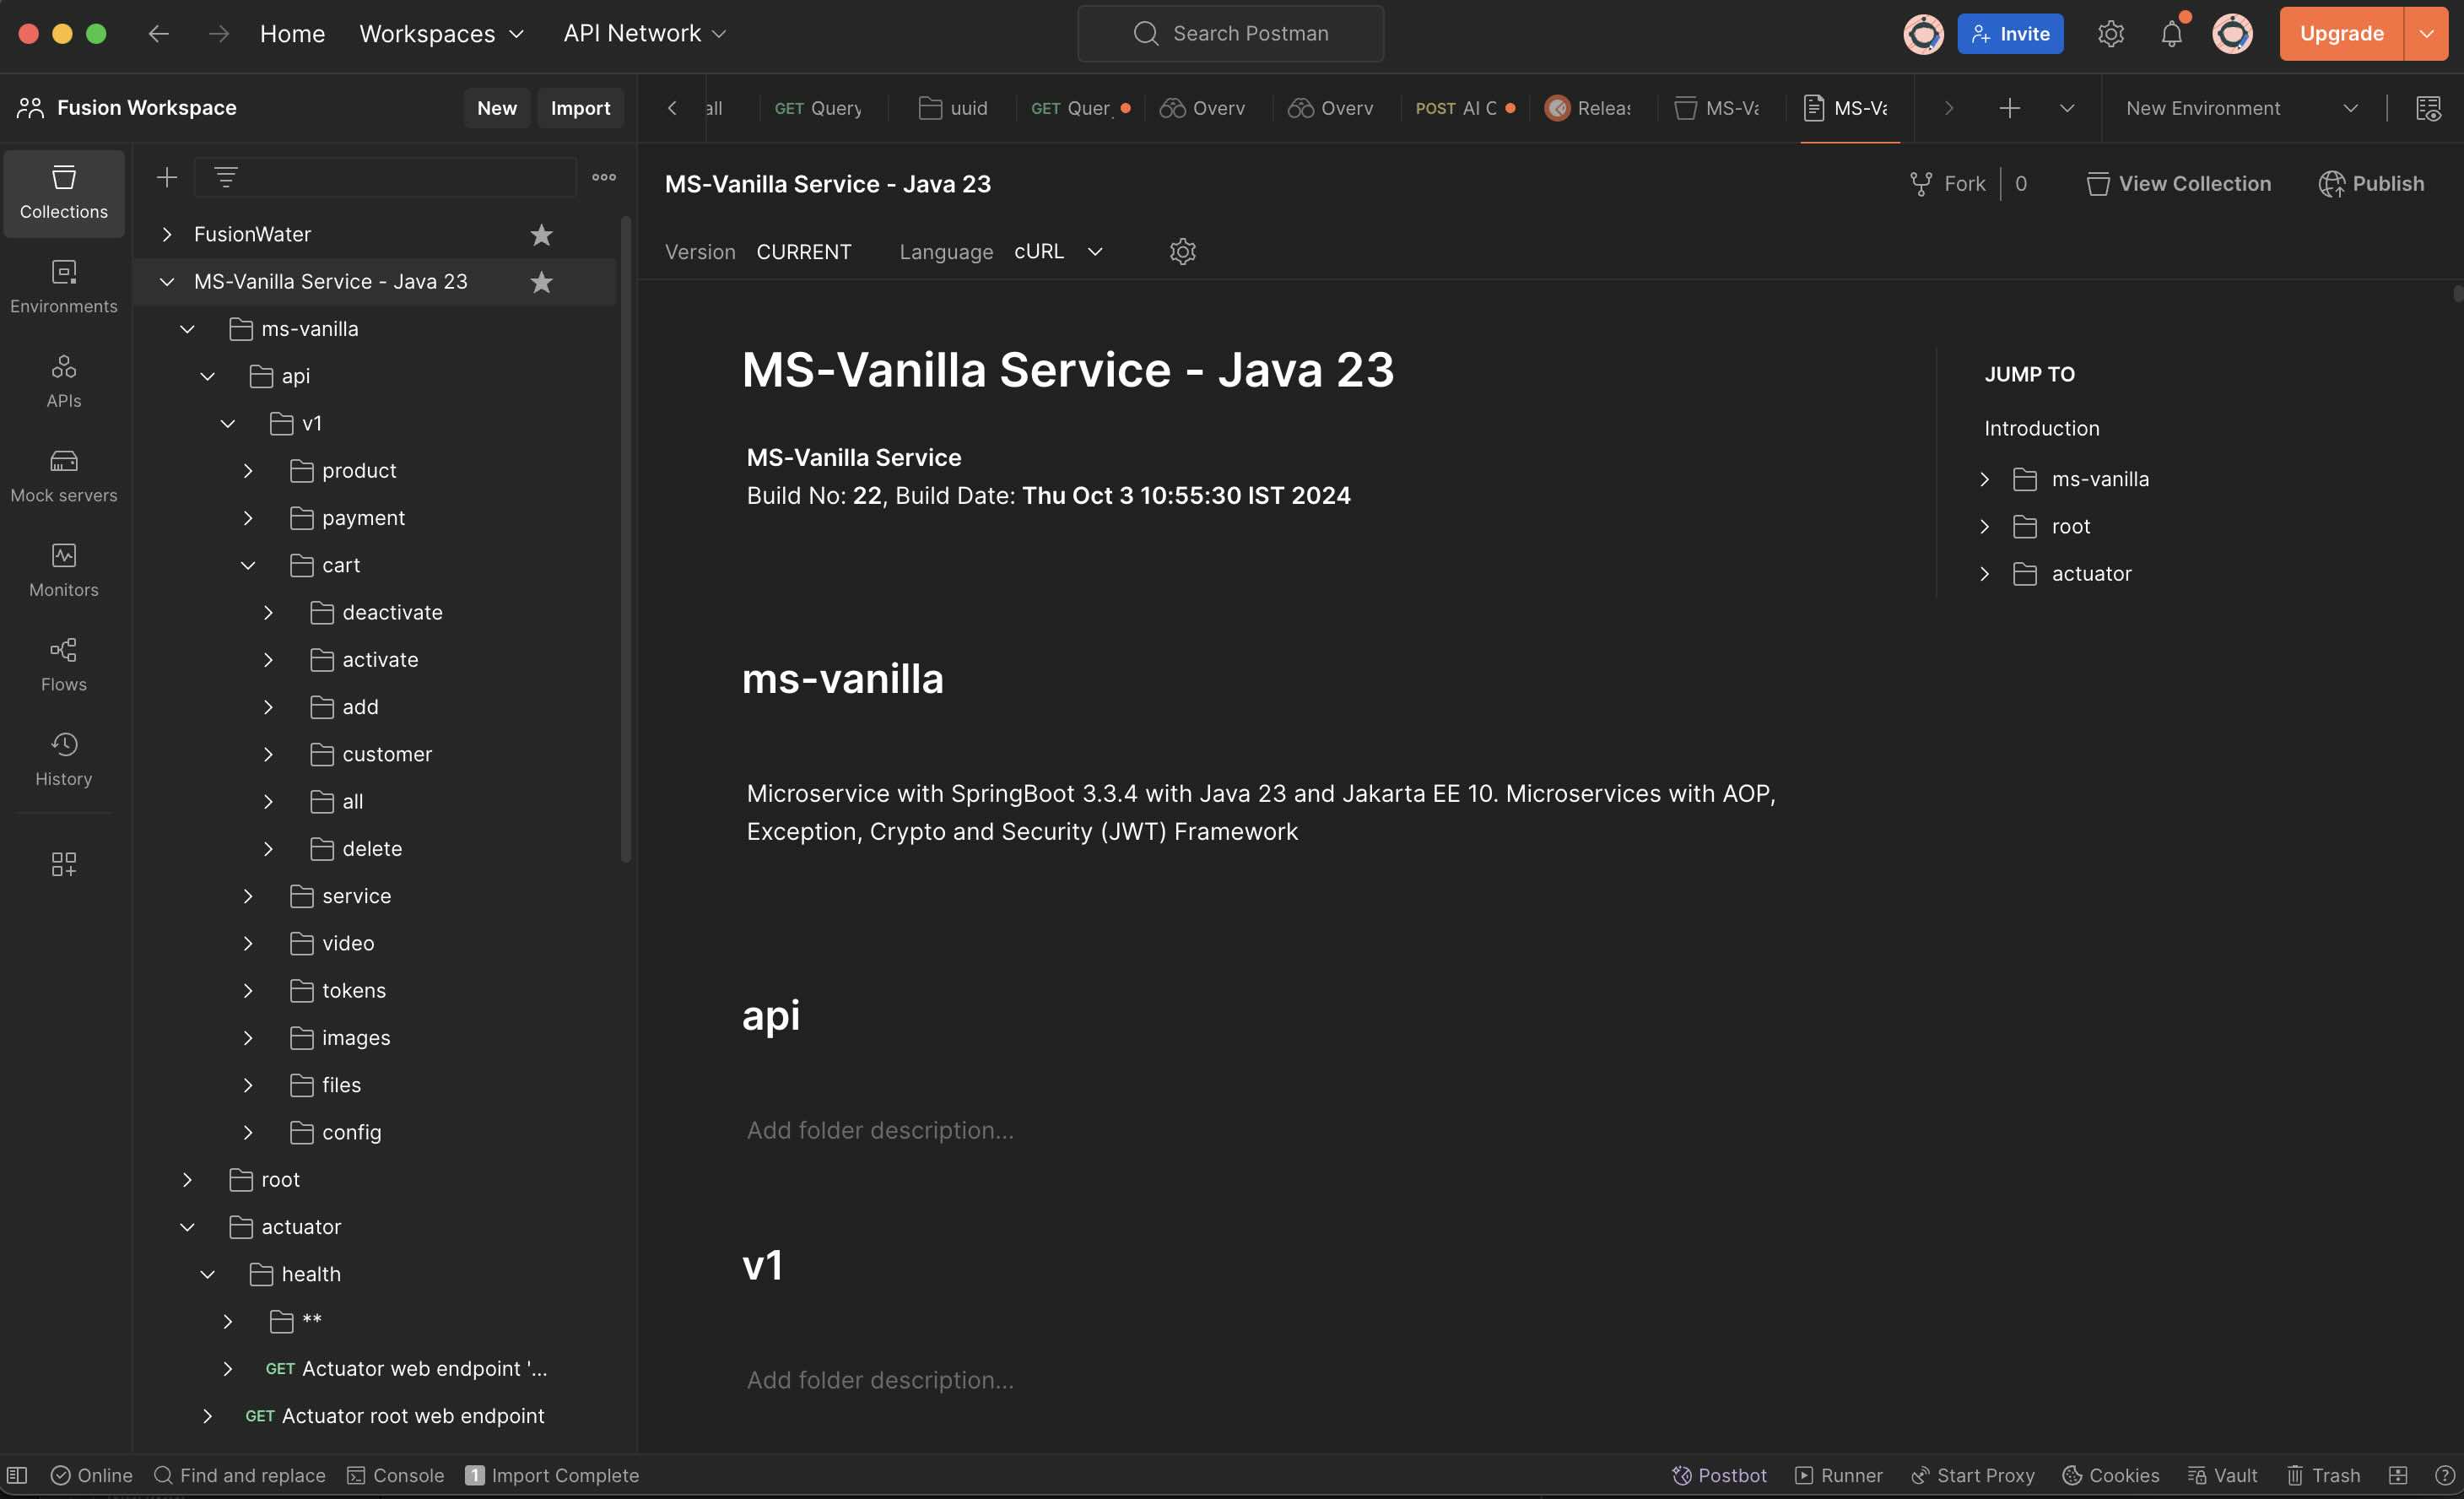 Home Workspaces API Network Search Postman Invite Upgrade
Fusion Workspace New Import
all GET Query uuid GET Quer Overv Overv POST AI C Releas MS-Va MS-Va New Environment
Collections
Environments
APIs
Mock servers
Monitors
Flows
History
FusionWater
MS-Vanilla Service - Java 23
ms-vanilla
api
v1
product
payment
cart
deactivate
activate
add
customer
all
delete
service
video
tokens
images
files
config
root
actuator
health
**
GET Actuator web endpoint '...
GET Actuator root web endpoint
MS-Vanilla Service - Java 23 Fork 0 View Collection Publish
Version CURRENT Language cURL
MS-Vanilla Service - Java 23
MS-Vanilla Service
Build No: 22, Build Date: Thu Oct 3 10:55:30 IST 2024
ms-vanilla
Microservice with SpringBoot 3.3.4 with Java 23 and Jakarta EE 10. Microservices with AOP,
Exception, Crypto and Security (JWT) Framework
api
Add folder description...
v1
Add folder description...
JUMP TO
Introduction
ms-vanilla
root
actuator
Online Find and replace Console 1 Import Complete Postbot Runner Start Proxy Cookies Vault Trash